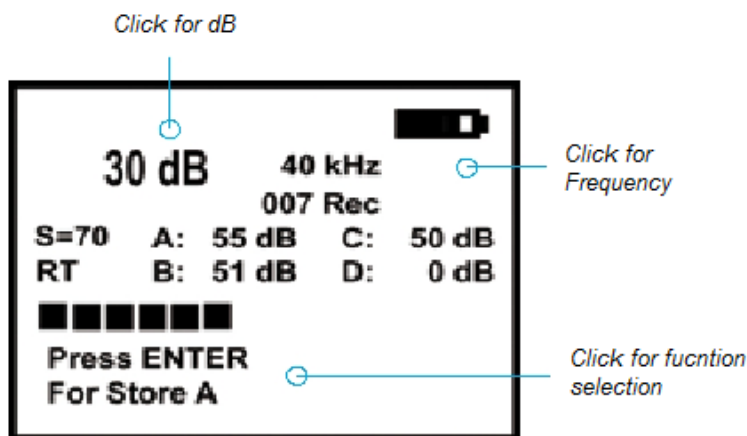 Click for dB
30 dB
40 kHz
Click for
Frequency
007 Rec
S=70 A: 55 dB C: 50 dB
RT B: 51 dB D: 0 dB
Press ENTER
For Store A
Click for fucntion
selection